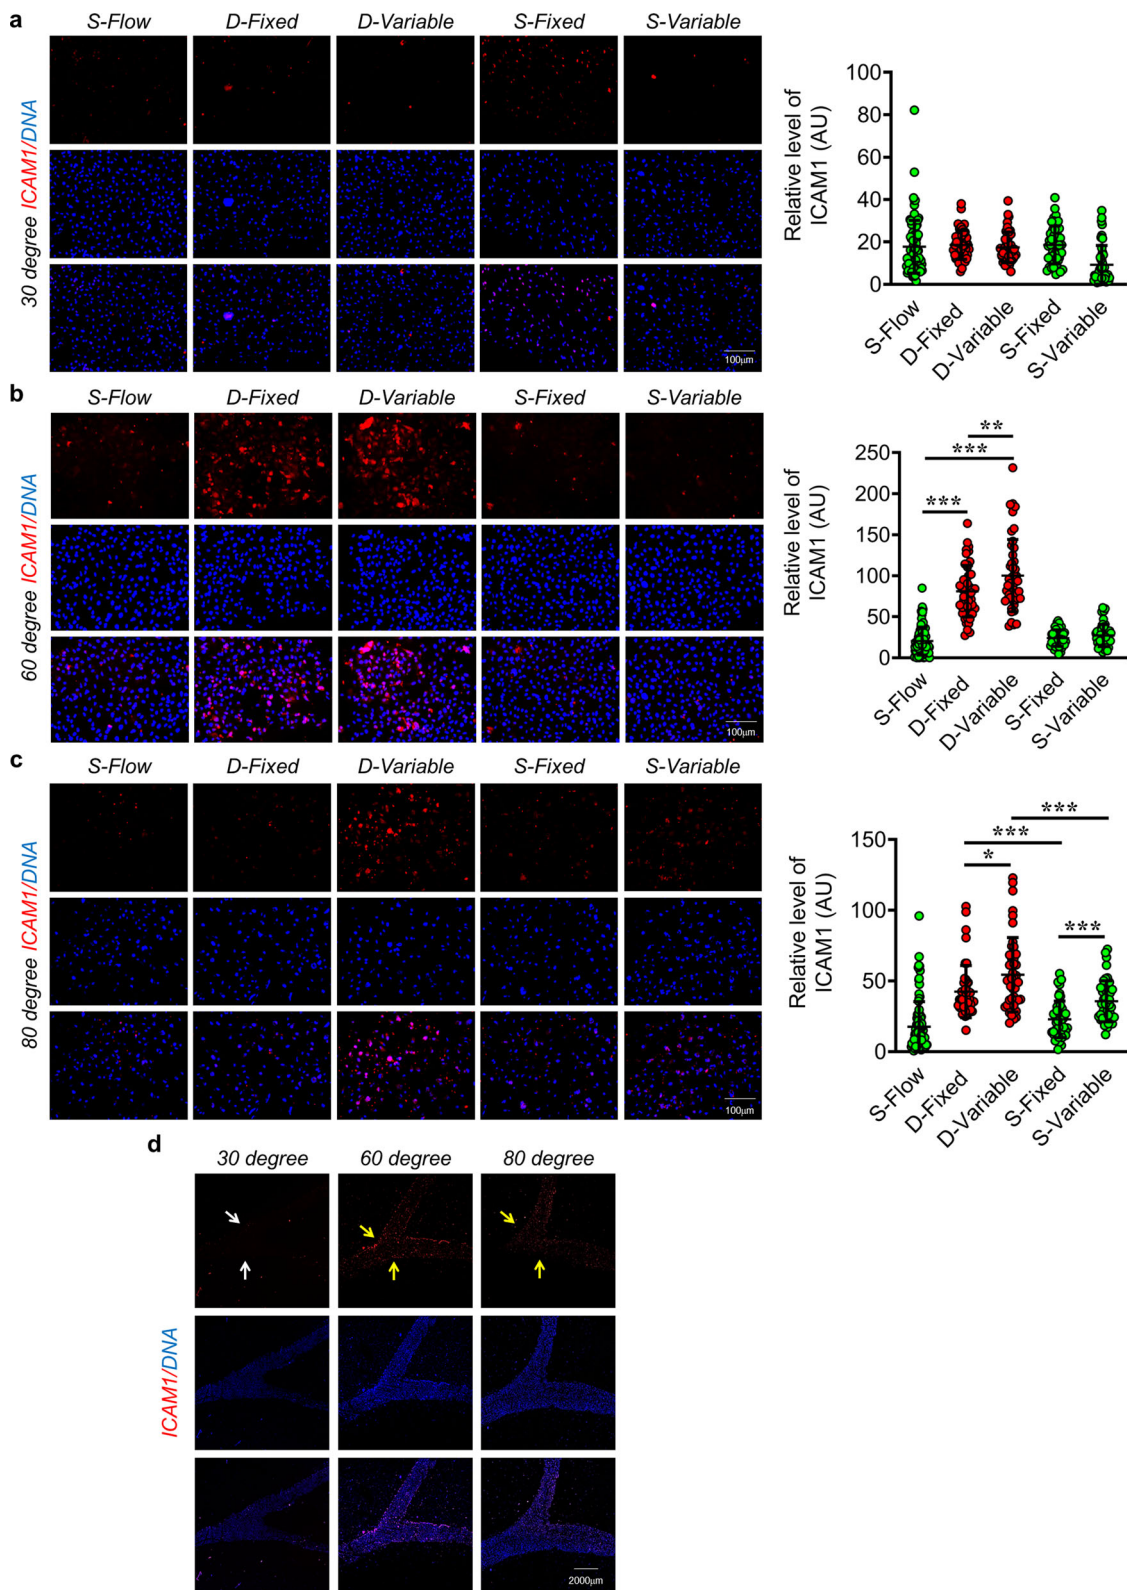 a
S-Flow D-Fixed D-Variable S-Fixed S-Variable
30 degree ICAM1/DNA
100µm
Relative level of
ICAM1 (AU)
100
80
60
40
20
0
S-Flow D-Fixed D-Variable S-Fixed S-Variable
b
S-Flow D-Fixed D-Variable S-Fixed S-Variable
60 degree ICAM1/DNA
100µm
Relative level of
ICAM1 (AU)
**
***
***
250
200
150
100
50
0
S-Flow D-Fixed D-Variable S-Fixed S-Variable
c
S-Flow D-Fixed D-Variable S-Fixed S-Variable
80 degree ICAM1/DNA
100µm
Relative level of
ICAM1 (AU)
***
***
*
***
150
100
50
0
S-Flow D-Fixed D-Variable S-Fixed S-Variable
d
30 degree 60 degree 80 degree
ICAM1/DNA
2000µm